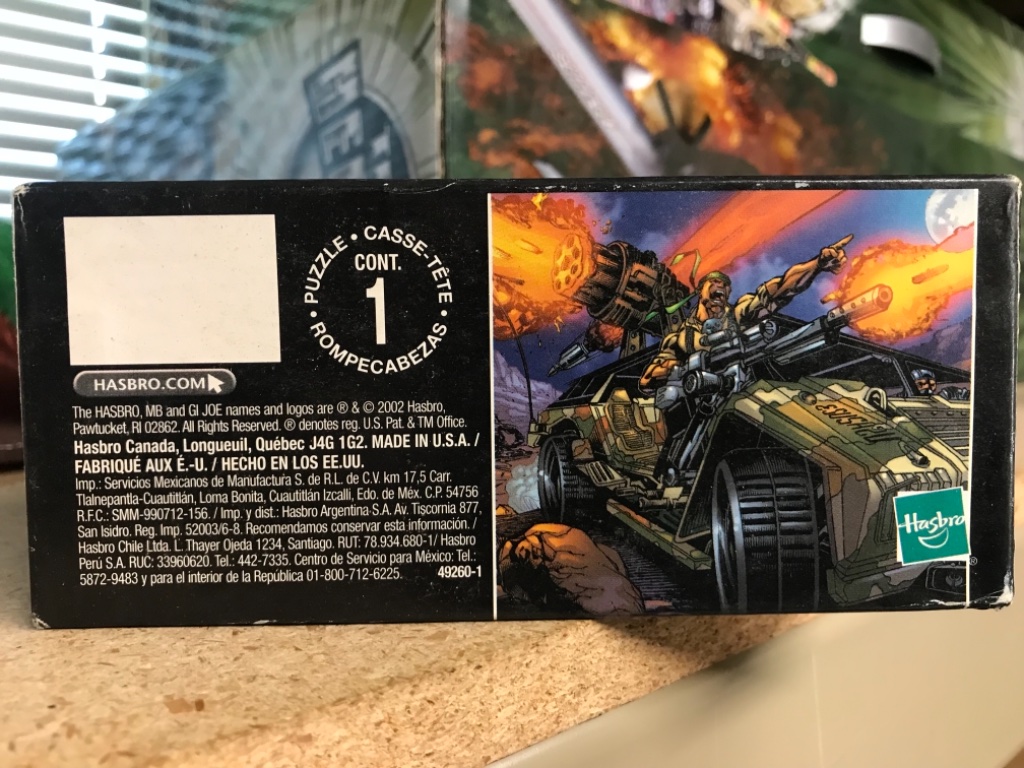 PUZZLE • CASSE-TÊTE • ROMPECABEZAS •
CONT.
1
HASBRO.COM
The HASBRO, MB and GI JOE names and logos are ® & © 2002 Hasbro,
Pawtucket, RI 02862. All Rights Reserved. ® denotes reg. U.S. Pat. & TM Office.
Hasbro Canada, Longueuil, Québec J4G 1G2. MADE IN U.S.A. /
FABRIQUÉ AUX É.-U. / HECHO EN LOS EE.UU.
Imp.: Servicios Mexicanos de Manufactura S. de R.L. de C.V. km 17,5 Carr.
Tlalnepantla-Cuautitlán, Loma Bonita, Cuautitlán Izcalli, Edo. de Méx. C.P. 54756
R.F.C.: SMM-990712-156. / Imp. y dist.: Hasbro Argentina S.A. Av. Tiscornia 877,
San Isidro. Reg. Imp. 52003/6-8. Recomendamos conservar esta información. /
Hasbro Chile Ltda. L. Thayer Ojeda 1234, Santiago. RUT: 78.934.680-1/ Hasbro
Perú S.A. RUC: 33960620. Tel.: 442-7335. Centro de Servicio para México: Tel.:
5872-9483 y para el interior de la República 01-800-712-6225.
49260-1
Hasbro
®